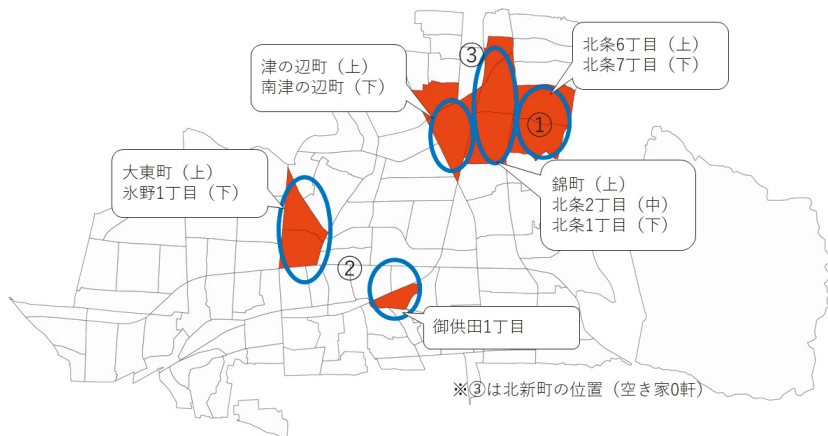 ③
北条6丁目（上）
北条7丁目（下）
津の辺町（上）
南津の辺町（下）
①
大東町（上）
氷野1丁目（下）
錦町（上）
北条2丁目（中）
北条1丁目（下）
②
御供田1丁目
※③は北新町の位置（空き家0軒）